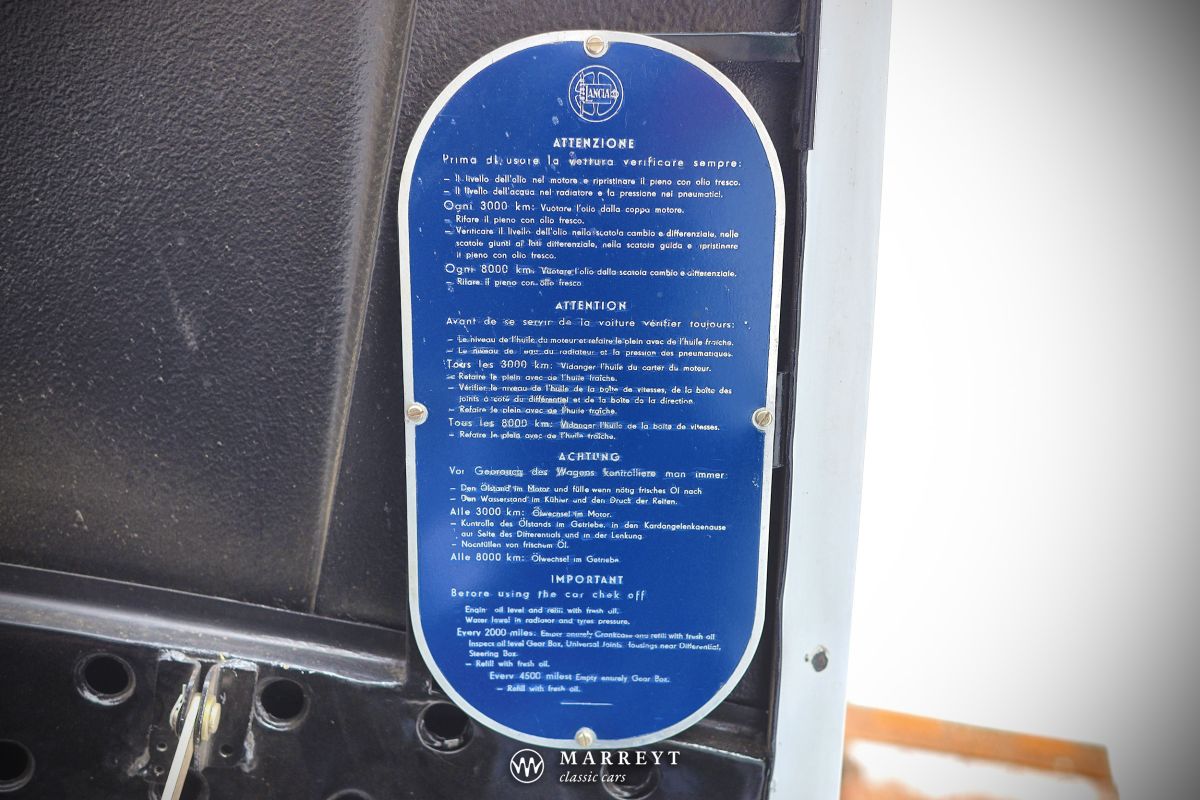 LANCIA
ATTENZIONE
Prima di usare la vettura verificare sempre:
– Il livello dell'olio nel motore e ripristinare il pieno con olio fresco.
– Il livello dell'acqua nel radiatore e la pressione nei pneumatici.
Ogni 3000 km: Vuotare l'olio dalla coppa motore.
– Rifare il pieno con olio fresco.
– Verificare il livello dell'olio nella scatola cambio e differenziale, nelle
scatole giunti ai lati differenziale, nella scatola guida e ripristinare
il pieno con olio fresco.
Ogni 8000 km. Vuotare l'olio dalla scatola cambio e differenziale.
– Rifare il pieno con olio fresco
ATTENTION
Avant de se servir de la voiture vérifier toujours:
– Le niveau de l'huile du moteur et refaire le plein avec de l'huile fraîche.
– Le niveau de l'eau du radiateur et la pression des pneumatiques.
Tous les 3000 km: Vidanger l'huile du carter du moteur.
– Refaire le plein avec de l'huile fraîche.
– Vérifier le niveau de l'huile de la boîte de vitesses, de la boîte des
joints a coté du différentiel et de la boîte de la direction.
– Refaire le plein avec de l'huile fraîche.
Tous les 8000 km: Vidanger l'huile de la boîte de vitesses.
– Refaire le plein avec de l'huile fraîche.
ACHTUNG
Vor Gebrauch des Wagens kontrolliere man immer:
– Den Ölstand im Motor und fülle wenn nötig frisches Öl nach
– Den Wasserstand im Kühler und den Druck der Reifen.
Alle 3000 km: Ölwechsel im Motor.
– Kontrolle des Ölstands im Getriebe, in den Kardangelenkgenause
auf Seite des Differentials und in der Lenkung.
– Nachfüllen von frischem Öl.
Alle 8000 km: Ölwechsel im Getriebe
IMPORTANT
Before using the car chek off
Engin oil level and refill with fresh oil.
Water lewel in radiator and tyres pressure.
Every 2000 miles: Empty enurely Crankcase and refill with fresh oil
Inspect oil level Gear Box, Universal Joints housings near Differential,
Steering Box.
– Refill with fresh oil.
Every 4500 miles: Empty enurely Gear Box.
– Refill with fresh oil.
MARREYT
classic cars